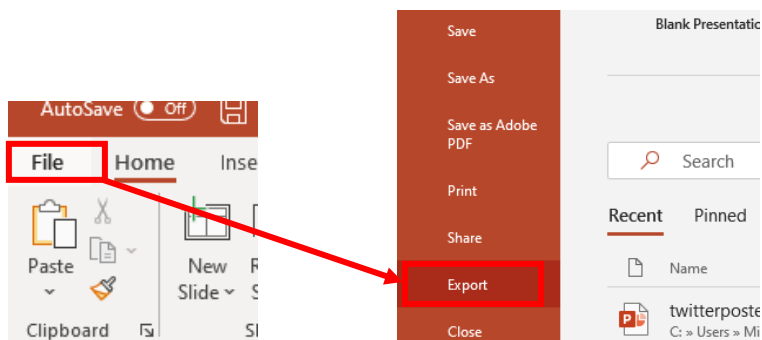 AutoSave Off
File Home Inse
Paste
New
Slide
Clipboard
Save
Save As
Save as Adobe
PDF
Print
Share
Export
Close
Blank Presentatio
Search
Recent Pinned
Name
twitterposte
C: » Users » Mi